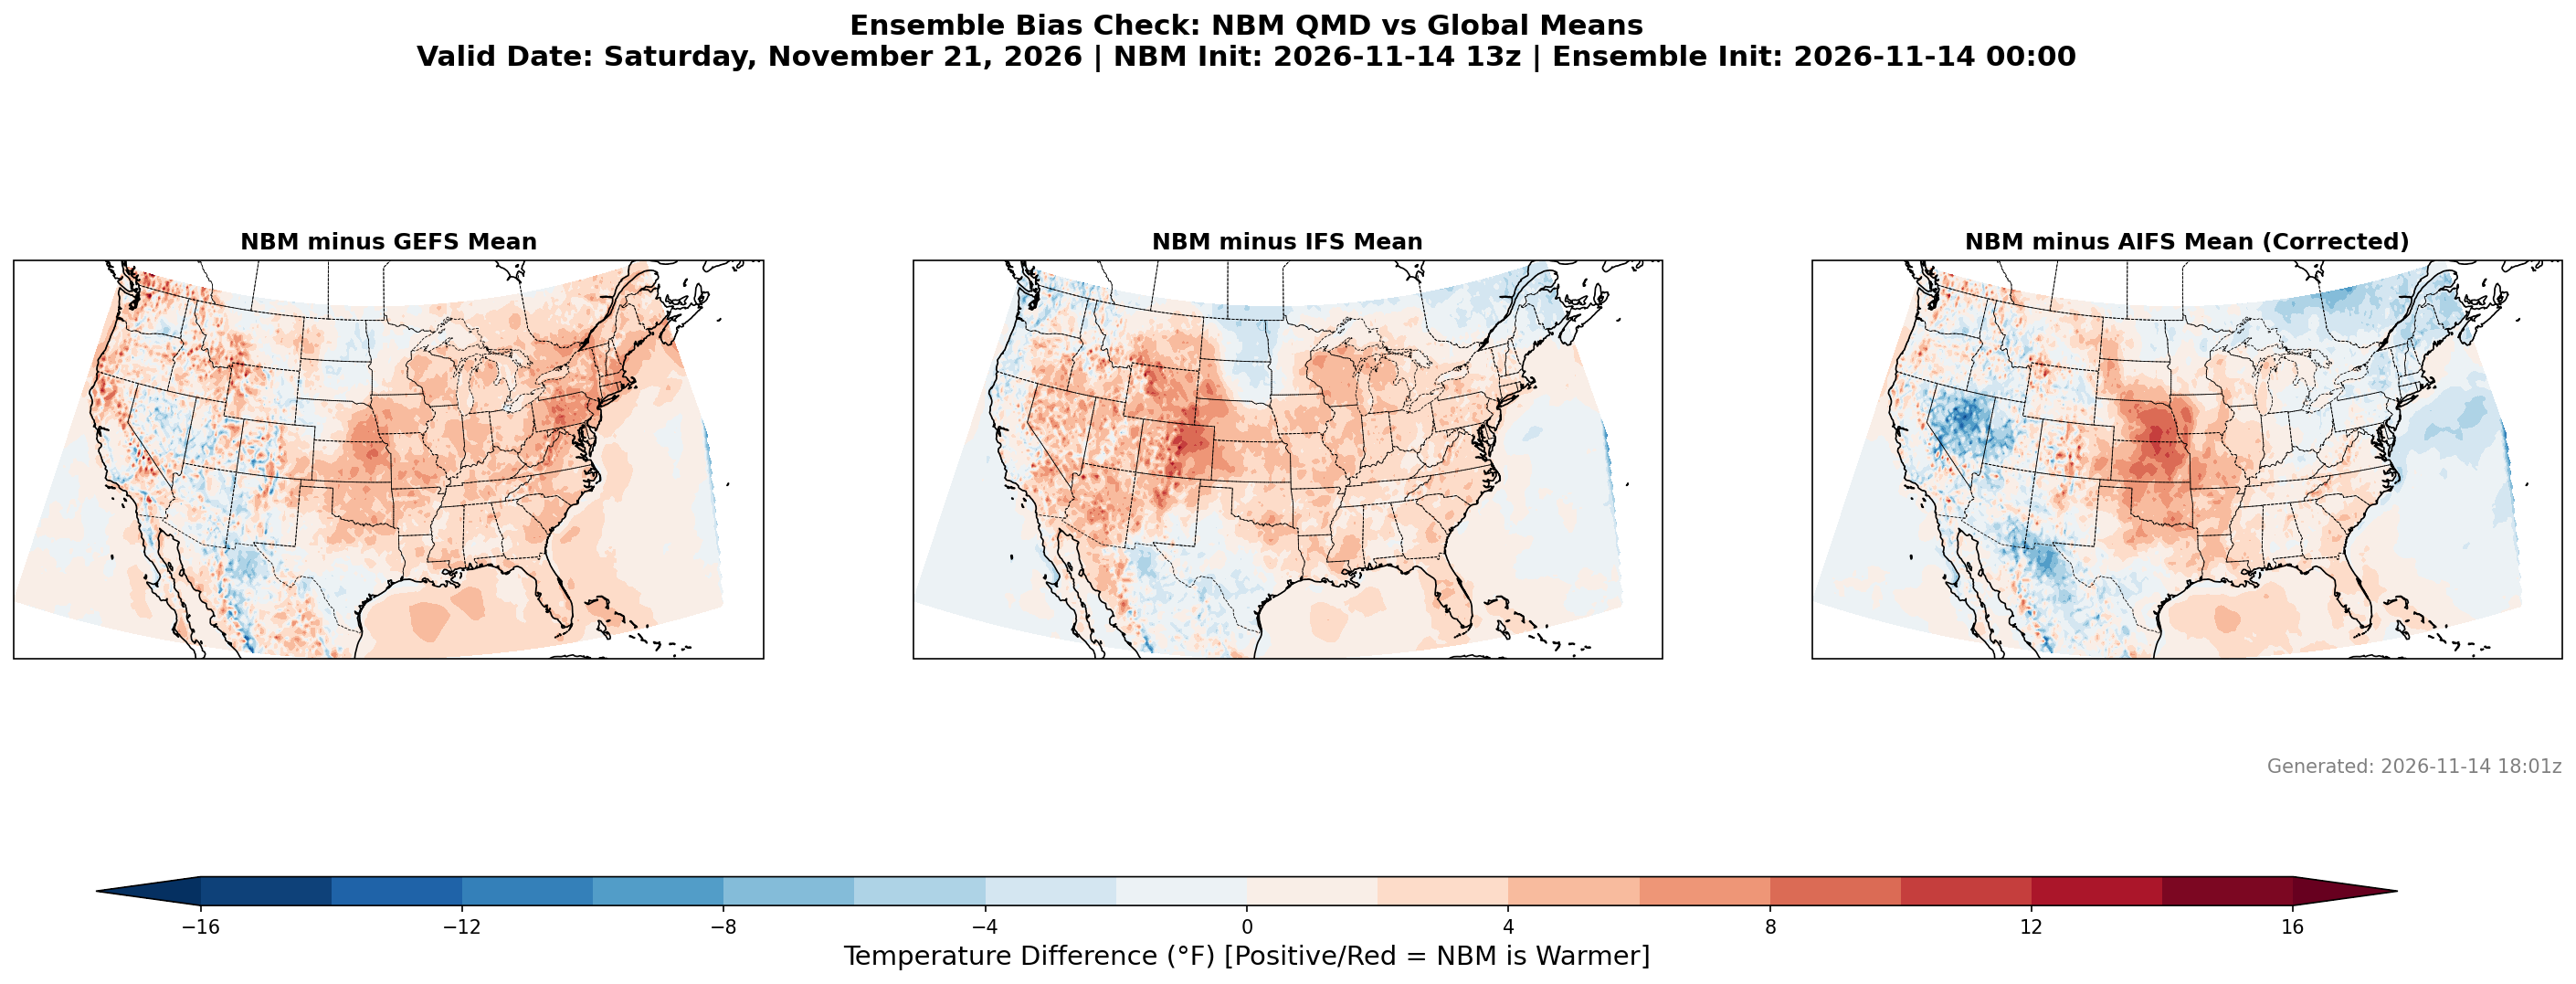 Ensemble Bias Check: NBM QMD vs Global Means
Valid Date: Saturday, November 21, 2026 | NBM Init: 2026-11-14 13z | Ensemble Init: 2026-11-14 00:00
NBM minus GEFS Mean
NBM minus IFS Mean
NBM minus AIFS Mean (Corrected)
Generated: 2026-11-14 18:01z
−16 −12 −8 −4 0 4 8 12 16
Temperature Difference (°F) [Positive/Red = NBM is Warmer]